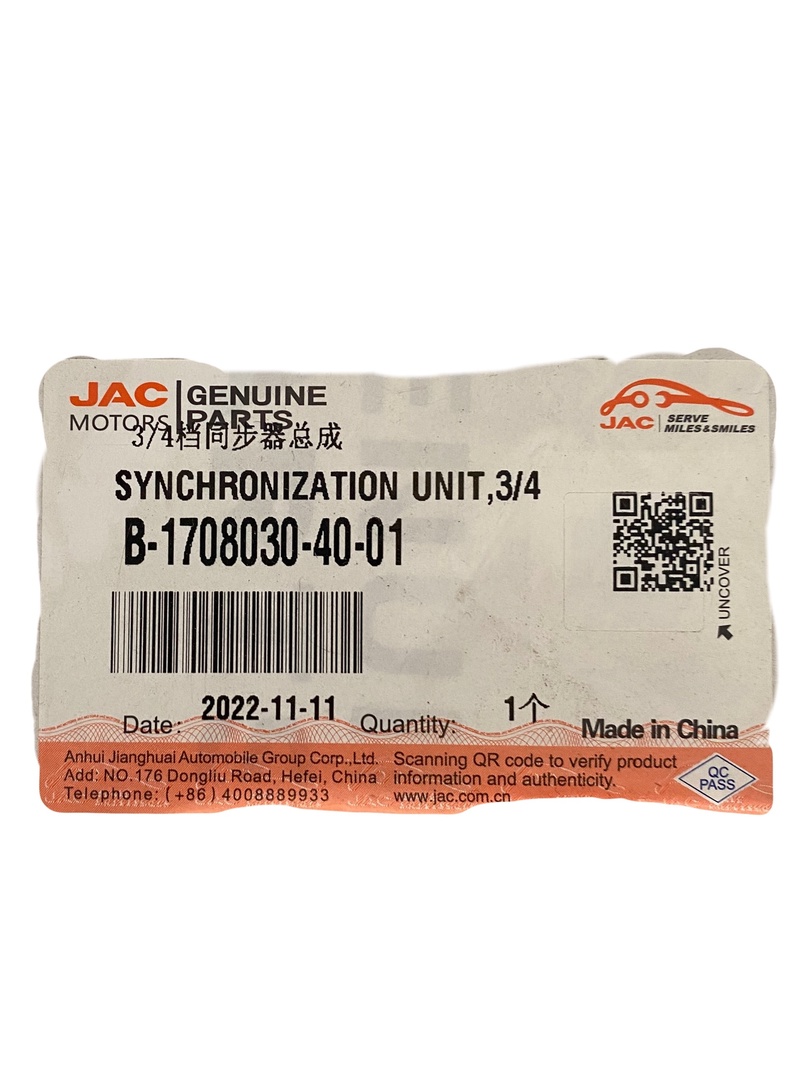 JAC MOTORS GENUINE PARTS
3/4档同步器总成
JAC SERVE MILES&SMILES
SYNCHRONIZATION UNIT,3/4
B-1708030-40-01
UNCOVER
Date: 2022-11-11 Quantity: 1个
Made in China
Anhui Jianghuai Automobile Group Corp.,Ltd.
Add: NO.176 Dongliu Road, Hefei, China
Telephone: (+86) 4008889933
Scanning QR code to verify product
information and authenticity.
www.jac.com.cn
QC
PASS